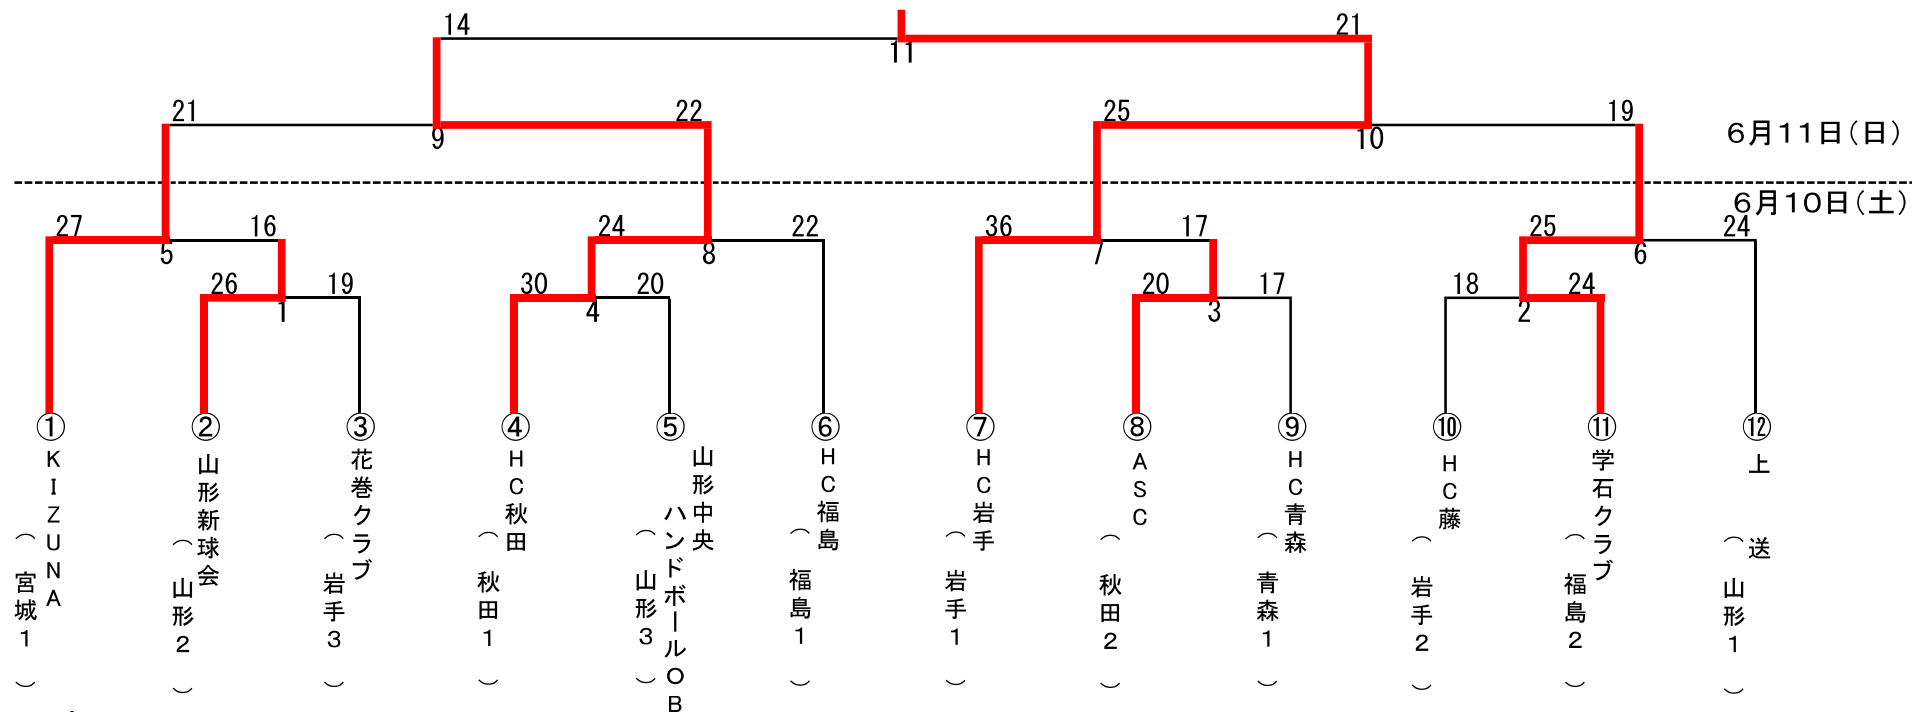 14
21
11
21
22
25
19
9
10
6月11日(日)
6月10日(土)
27
16
24
22
36
17
25
24
5
8
7
6
26
19
30
20
20
17
18
24
1
4
3
2
①
②
③
④
⑤
⑥
⑦
⑧
⑨
⑩
⑪
⑫
KIZUNA
(宮城1)
山形新球会
(山形2)
花巻クラブ
(岩手3)
HC秋田
(秋田1)
山形中央
ハンドボールOB
(山形3)
HC福島
(福島1)
HC岩手
(岩手1)
ASC
(秋田2)
HC青森
(青森1)
HC藤
(岩手2)
学石クラブ
(福島2)
上 送
(山形1)